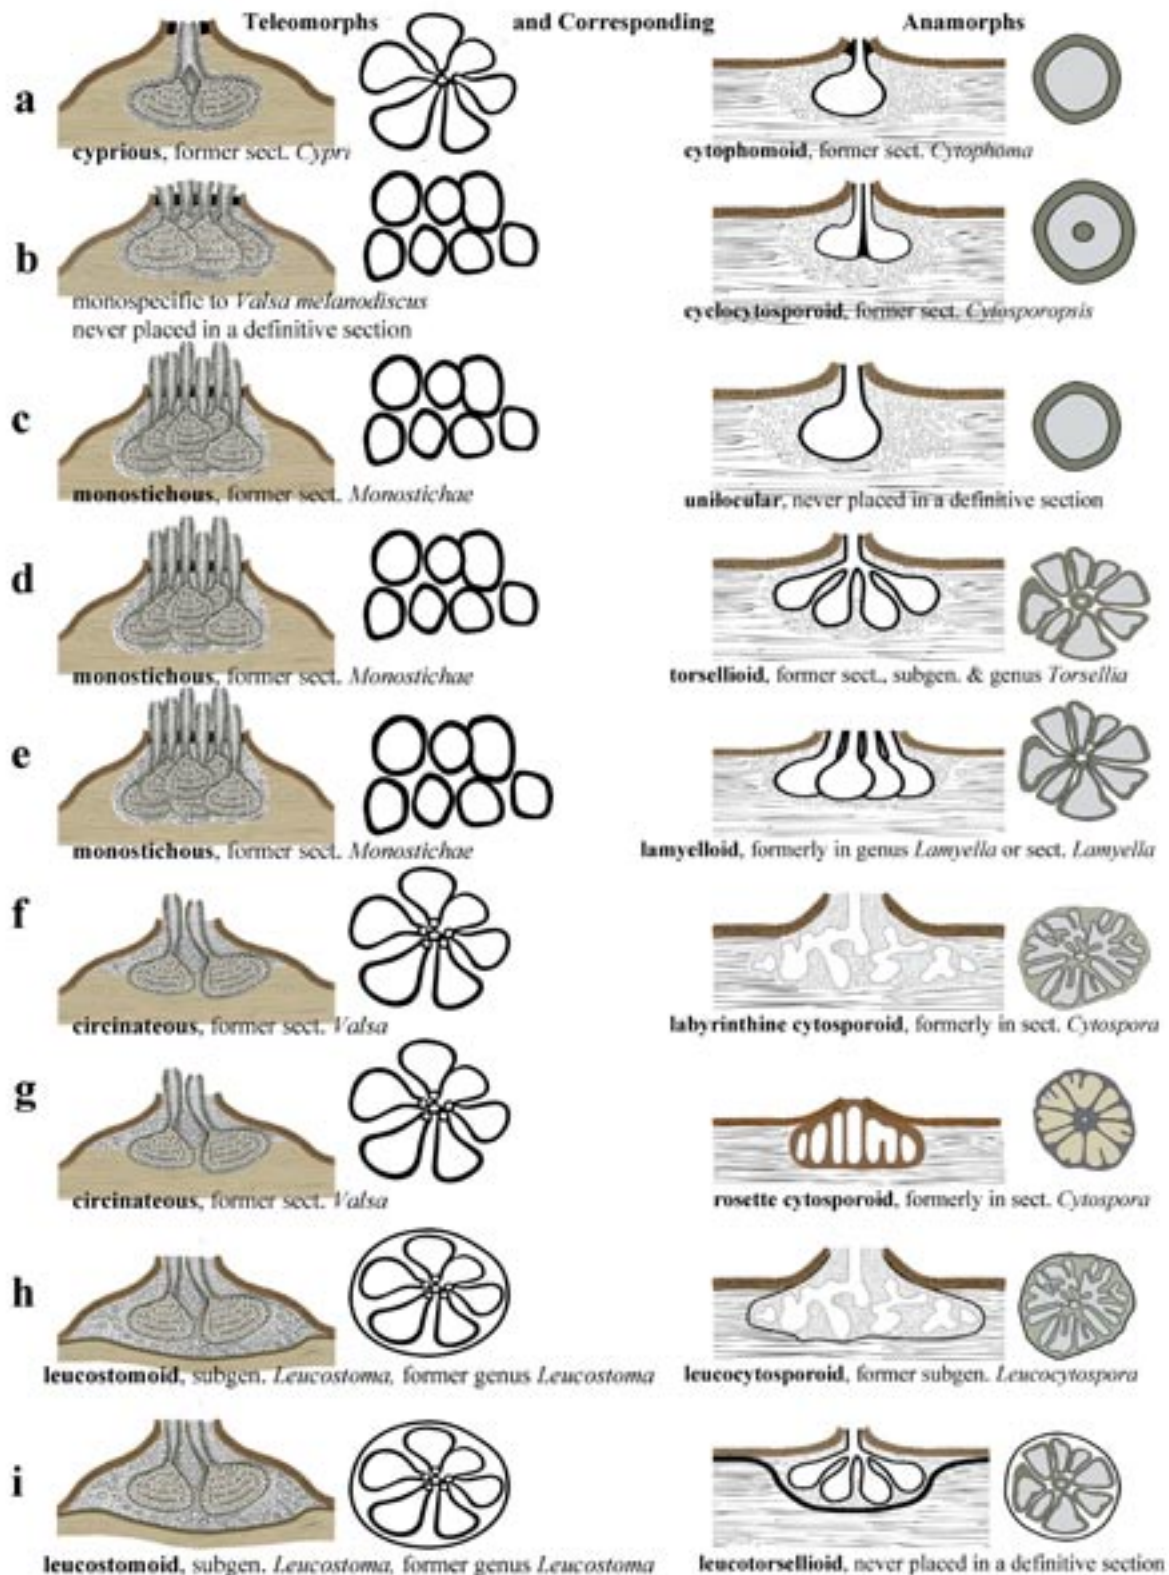 Teleomorphs and Corresponding Anamorphs
a
cyprious, former sect. Cypri
cytophomoid, former sect. Cytophoma
b
monospecific to Valsa melanodiscus
never placed in a definitive section
cyclocytosporoid, former sect. Cytosporopsis
c
monostichous, former sect. Monostichae
unilocular, never placed in a definitive section
d
monostichous, former sect. Monostichae
torsellioid, former sect., subgen. & genus Torsellia
e
monostichous, former sect. Monostichae
lamyelloid, formerly in genus Lamyella or sect. Lamyella
f
circinateous, former sect. Valsa
labyrinthine cytosporoid, formerly in sect. Cytospora
g
circinateous, former sect. Valsa
rosette cytosporoid, formerly in sect. Cytospora
h
leucostomoid, subgen. Leucostoma, former genus Leucostoma
leucocytosporoid, former subgen. Leucocytospora
i
leucostomoid, subgen. Leucostoma, former genus Leucostoma
leucotorsellioid, never placed in a definitive section